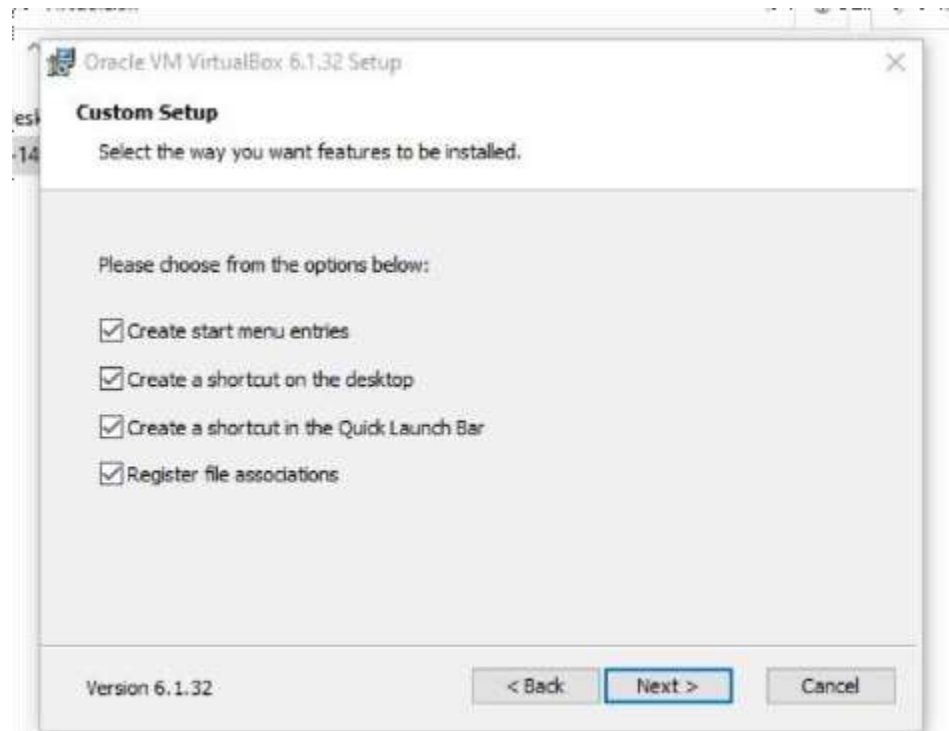 Oracle VM VirtualBox 6.1.32 Setup
Custom Setup
Select the way you want features to be installed.
-14
Please choose from the options below:
Create start menu entries
Create a shortcut on the desktop
Create a shortcut in the Quick Launch Bar
Register file associations
Version 6.1.32
< Back
Next >
Cancel